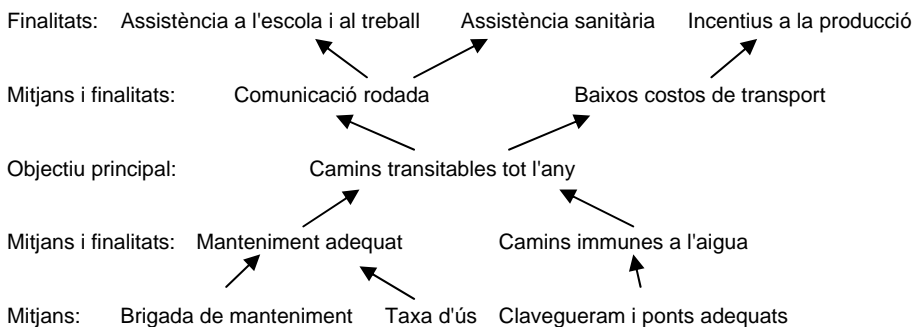 Finalitats: Assistència a l'escola i al treball Assistència sanitària Incentius a la producció
Mitjans i finalitats: Comunicació rodada Baixos costos de transport
Objectiu principal: Camins transitables tot l'any
Mitjans i finalitats: Manteniment adequat Camins immunes a l'aigua
Mitjans: Brigada de manteniment Taxa d'ús Clavegueram i ponts adequats